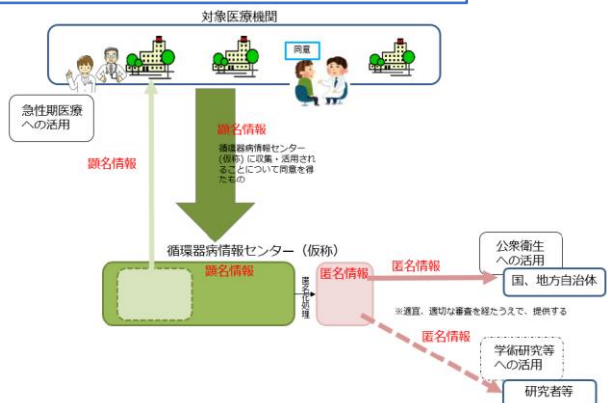 対象医療機関
同意
急性期医療
への活用
顕名情報
顕名情報
循環器病情報センター
(仮称) に収集・活用され
ることについて同意を得
たもの
循環器病情報センター（仮称）
顕名情報
匿名化処理
匿名情報
匿名情報
公衆衛生
への活用
国、地方自治体
※適宜、適切な審査を経たうえで、提供する
匿名情報
学術研究等
への活用
研究者等